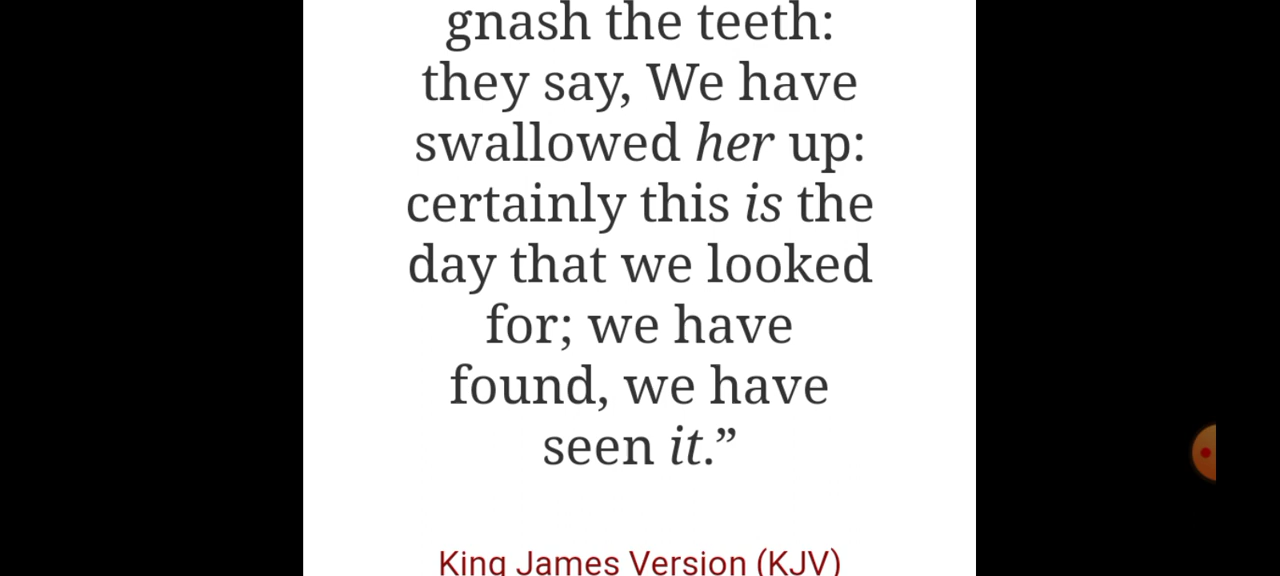 gnash the teeth:
they say, We have
swallowed her up:
certainly this is the
day that we looked
for; we have
found, we have
seen it.”
King James Version (KJV)